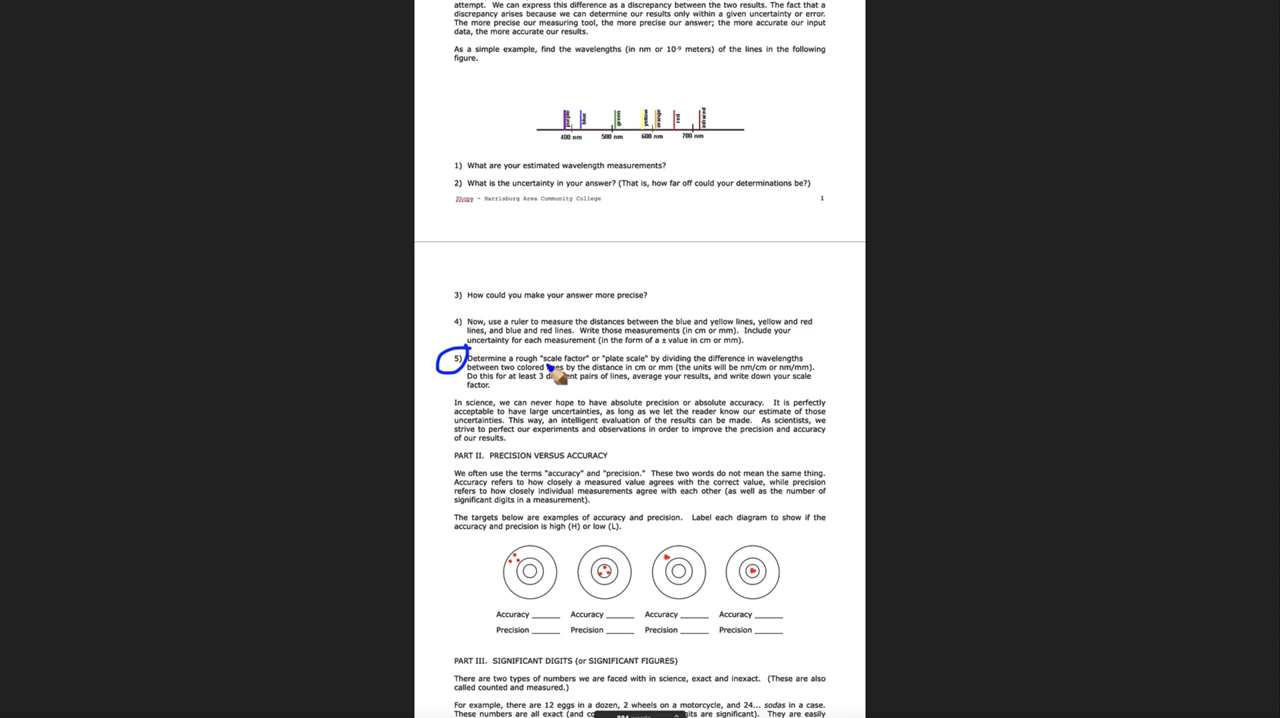 attempt. We can express this difference as a discrepancy between the two results. The fact that a
discrepancy arises because we can determine our results only within a given uncertainty or error.
The more precise our measuring tool, the more precise our answer; the more accurate our input
data, the more accurate our results.
As a simple example, find the wavelengths (in nm or 10⁻⁹ meters) of the lines in the following
figure.
purple blue green yellow orange red infrared
400 nm 500 nm 600 nm 700 nm
1) What are your estimated wavelength measurements?
2) What is the uncertainty in your answer? (That is, how far off could your determinations be?)
Shope - Harrisburg Area Community College 1
3) How could you make your answer more precise?
4) Now, use a ruler to measure the distances between the blue and yellow lines, yellow and red
lines, and blue and red lines. Write those measurements (in cm or mm). Include your
uncertainty for each measurement (in the form of a ± value in cm or mm).
5) Determine a rough "scale factor" or "plate scale" by dividing the difference in wavelengths
between two colored by the distance in cm or mm (the units will be nm/cm or nm/mm).
Do this for at least 3 pairs of lines, average your results, and write down your scale
factor.
In science, we can never hope to have absolute precision or absolute accuracy. It is perfectly
acceptable to have large uncertainties, as long as we let the reader know our estimate of those
uncertainties. This way, an intelligent evaluation of the results can be made. As scientists, we
strive to perfect our experiments and observations in order to improve the precision and accuracy
of our results.
PART II. PRECISION VERSUS ACCURACY
We often use the terms "accuracy" and "precision." These two words do not mean the same thing.
Accuracy refers to how closely a measured value agrees with the correct value, while precision
refers to how closely individual measurements agree with each other (as well as the number of
significant digits in a measurement).
The targets below are examples of accuracy and precision. Label each diagram to show if the
accuracy and precision is high (H) or low (L).
Accuracy ______ Accuracy ______ Accuracy ______ Accuracy ______
Precision ______ Precision ______ Precision ______ Precision ______
PART III. SIGNIFICANT DIGITS (or SIGNIFICANT FIGURES)
There are two types of numbers we are faced with in science, exact and inexact. (These are also
called counted and measured.)
For example, there are 12 eggs in a dozen, 2 wheels on a motorcycle, and 24... sodas in a case.
These numbers are all exact (and are significant). They are easily